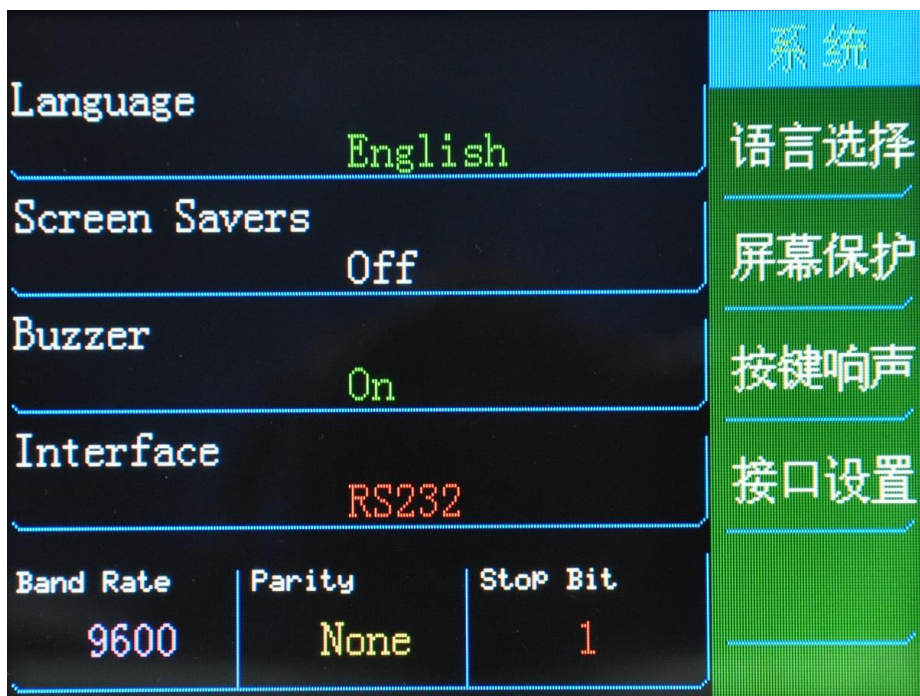 Language
English
Screen Savers
Off
Buzzer
On
Interface
RS232
Band Rate
9600
Parity
None
Stop Bit
1
系统
语言选择
屏幕保护
按键响声
接口设置